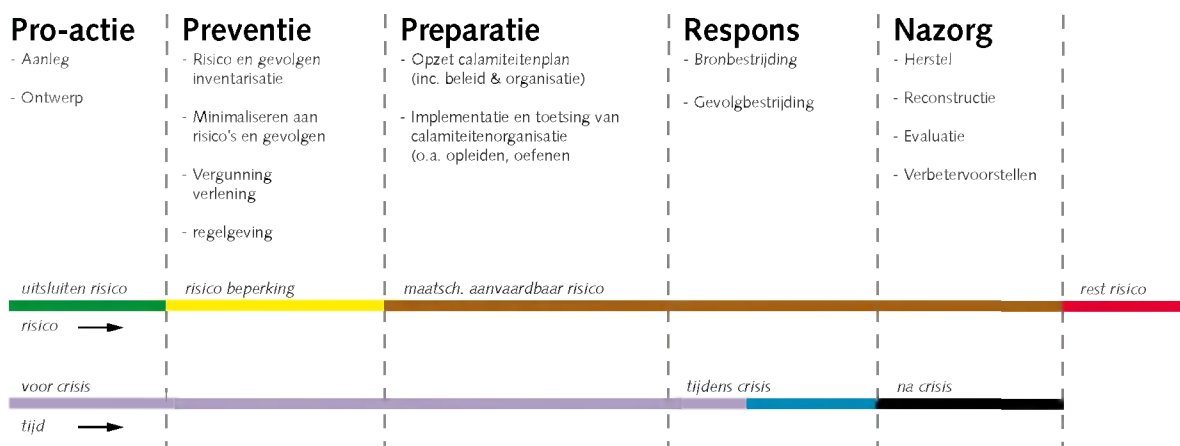 Pro-actie
- Aanleg
- Ontwerp
Preventie
- Risico en gevolgen
inventarisatie
- Minimaliseren aan
risico's en gevolgen
- Vergunning
verlening
- regelgeving
Preparatie
- Opzet calamiteitenplan
(inc. beleid & organisatie)
- Implementatie en toetsing van
calamiteitenorganisatie
(o.a. opleiden, oefenen
Respons
- Bronbestrijding
- Gevolgbestrijding
Nazorg
- Herstel
- Reconstructie
- Evaluatie
- Verbetervoorstellen
uitsluiten risico
risico beperking
maatsch. aanvaardbaar risico
rest risico
risico
voor crisis
tijdens crisis
na crisis
tijd